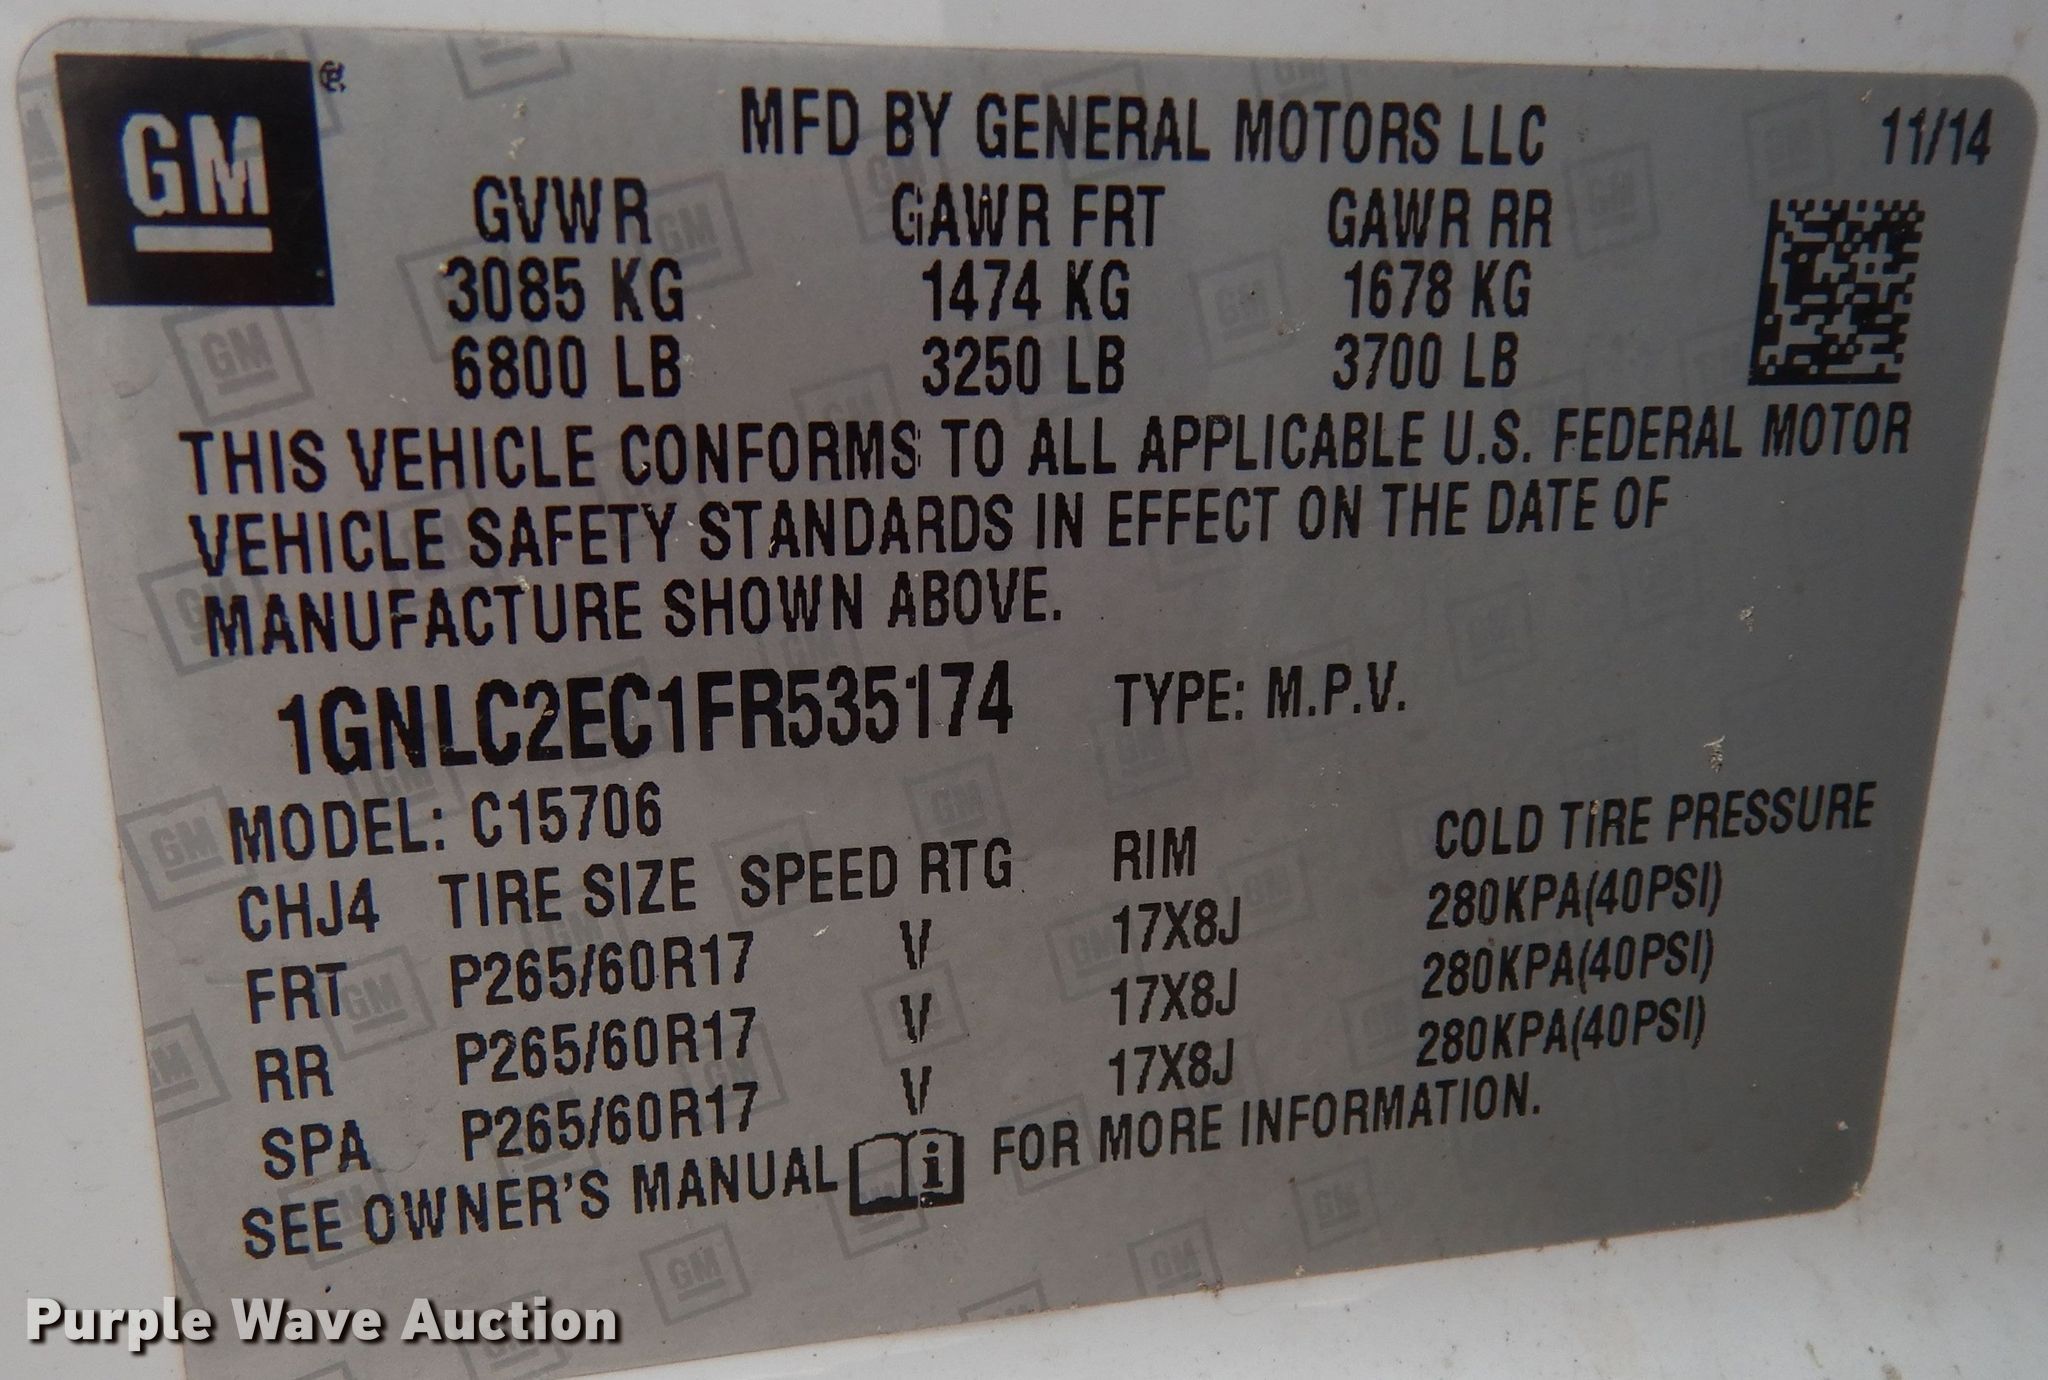 GM
MFD BY GENERAL MOTORS LLC 11/14
GVWR GAWR FRT GAWR RR
3085 KG 1474 KG 1678 KG
6800 LB 3250 LB 3700 LB
THIS VEHICLE CONFORMS TO ALL APPLICABLE U.S. FEDERAL MOTOR
VEHICLE SAFETY STANDARDS IN EFFECT ON THE DATE OF
MANUFACTURE SHOWN ABOVE.
1GNLC2EC1FR535174 TYPE: M.P.V.
MODEL: C15706
CHJ4 TIRE SIZE SPEED RTG RIM COLD TIRE PRESSURE
FRT P265/60R17 V 17X8J 280KPA(40PSI)
RR P265/60R17 V 17X8J 280KPA(40PSI)
SPA P265/60R17 V 17X8J 280KPA(40PSI)
SEE OWNER'S MANUAL i FOR MORE INFORMATION.
Purple Wave Auction